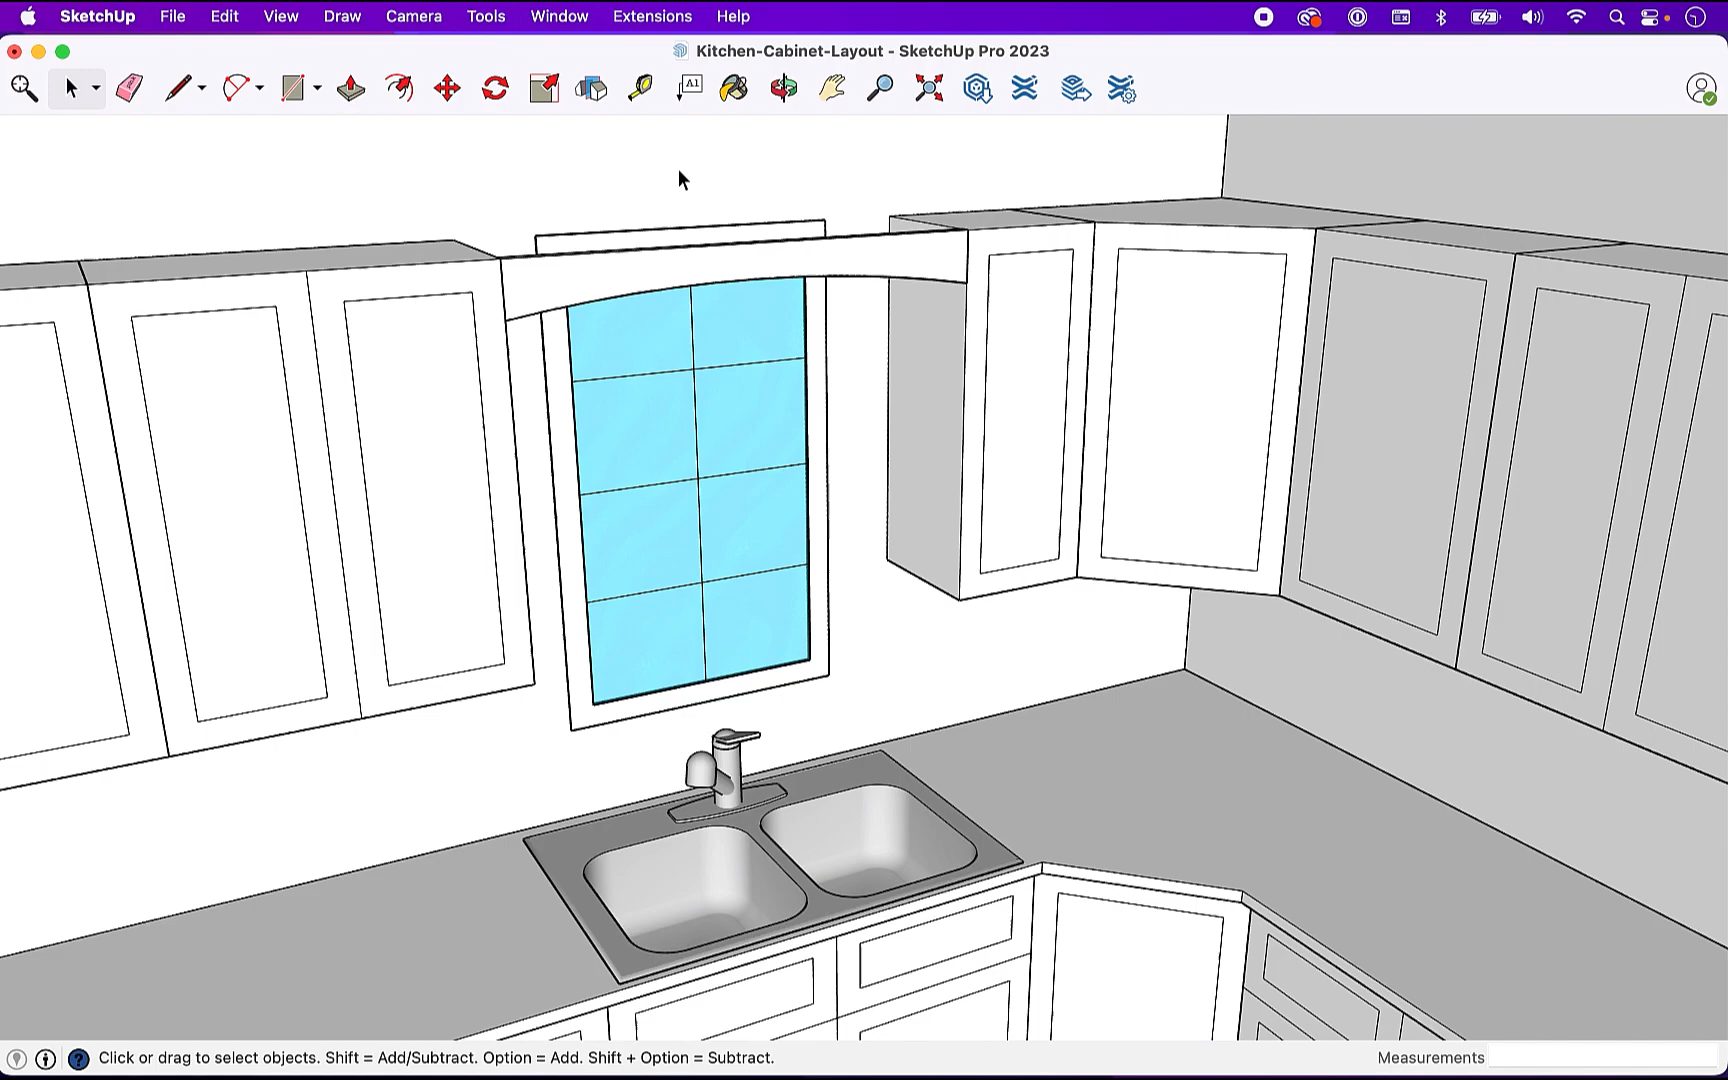 SketchUp File Edit View Draw Camera Tools Window Extensions Help
Kitchen-Cabinet-Layout - SketchUp Pro 2023
A1
Click or drag to select objects. Shift = Add/Subtract. Option = Add. Shift + Option = Subtract. Measurements